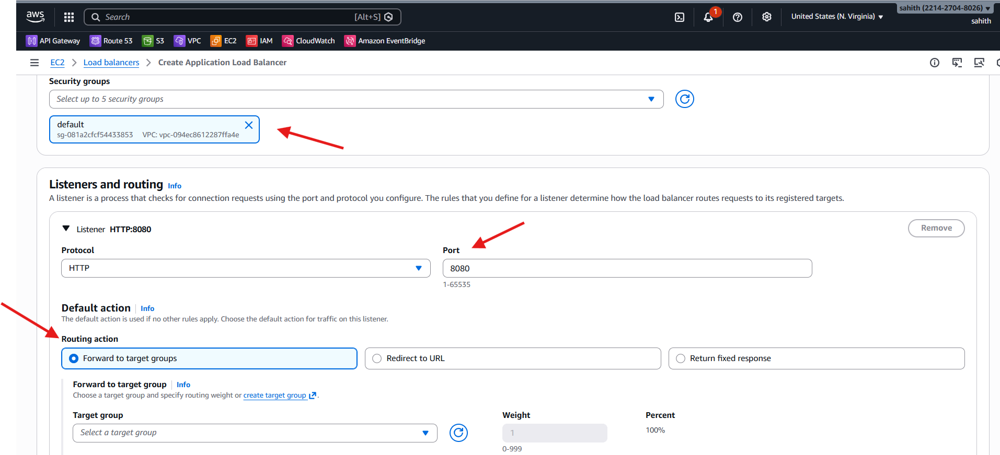 sahith (2214-2704-8026)
aws
Search
[Alt+S]
1
United States (N. Virginia)
sahith
API Gateway
Route 53
S3
VPC
EC2
IAM
CloudWatch
Amazon EventBridge
EC2
Load balancers
Create Application Load Balancer
Security groups
Select up to 5 security groups
default
sg-081a2cfcf54433853 VPC: vpc-094ec8612287ffa4e
Listeners and routing Info
A listener is a process that checks for connection requests using the port and protocol you configure. The rules that you define for a listener determine how the load balancer routes requests to its registered targets.
Listener HTTP:8080
Remove
Protocol
Port
HTTP
8080
1-65535
Default action Info
The default action is used if no other rules apply. Choose the default action for traffic on this listener.
Routing action
Forward to target groups
Redirect to URL
Return fixed response
Forward to target group Info
Choose a target group and specify routing weight or create target group .
Target group
Weight
Percent
Select a target group
1
100%
0-999